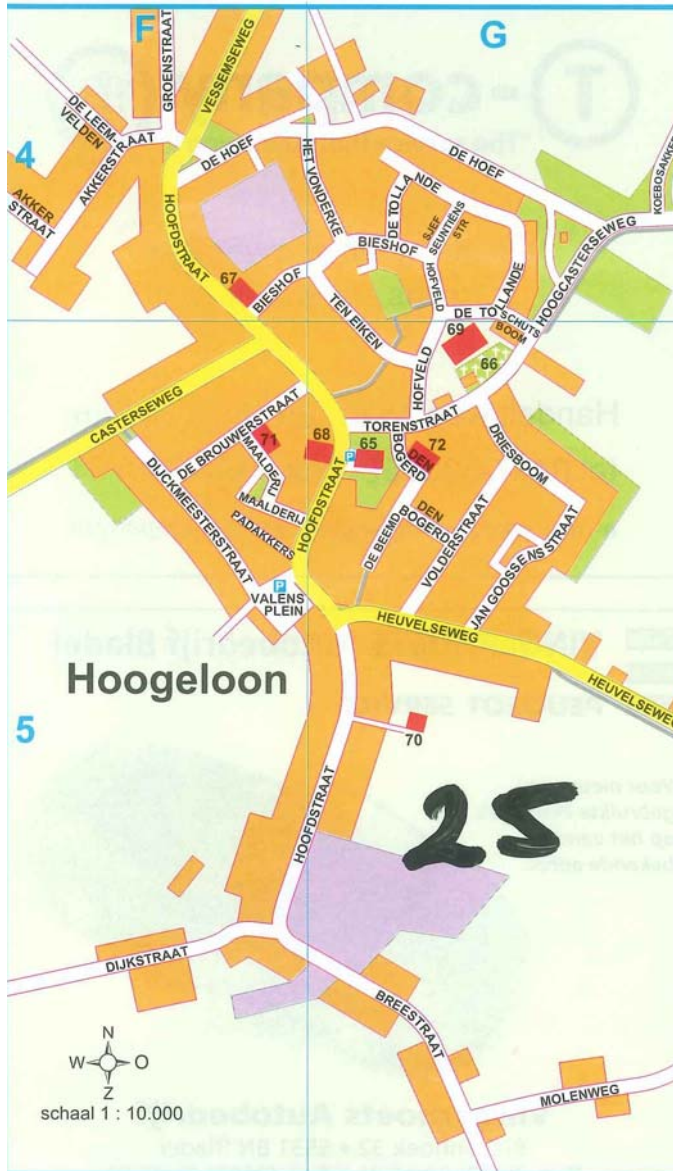 F
G
GROENSTRAAT
VESSEMSEWEG
DE LEEM-
VELDEN
4
AKKERSTRAAT
AKKER
STRAAT
DE HOEF
HET VONDERKE
DE HOEF
KOEBOSAKKE
HOOFDSTRAAT
DE TOLLANDE
SJEF
SEUNTIENS
STR
BIESHOF
HOFVELD
DE TOLLANDE
HOOGCASTERSEWEG
67
BIESHOF
TEN EIKEN
SCHUTS
BOOM
69
66
HOFVELD
CASTERSEWEG
TORENSTRAAT
DE BROUWERSTRAAT
71
68
65
P
72
MAALDERIJ
DEN
BOGERD
DRIESBOOM
DIJCKMEESTERSTRAAT
MAALDERIJ
PADAKKERS
HOOFDSTRAAT
DE BEEMD
DEN
BOGERD
VOLDERSTRAAT
JAN GOOSSENSTRAAT
P
VALENS
PLEIN
HEUVELSEWEG
HEUVELSEWEG
Hoogeloon
5
70
25
HOOFDSTRAAT
DIJKSTRAAT
BREESTRAAT
MOLENWEG
N
W O
Z
schaal 1 : 10.000